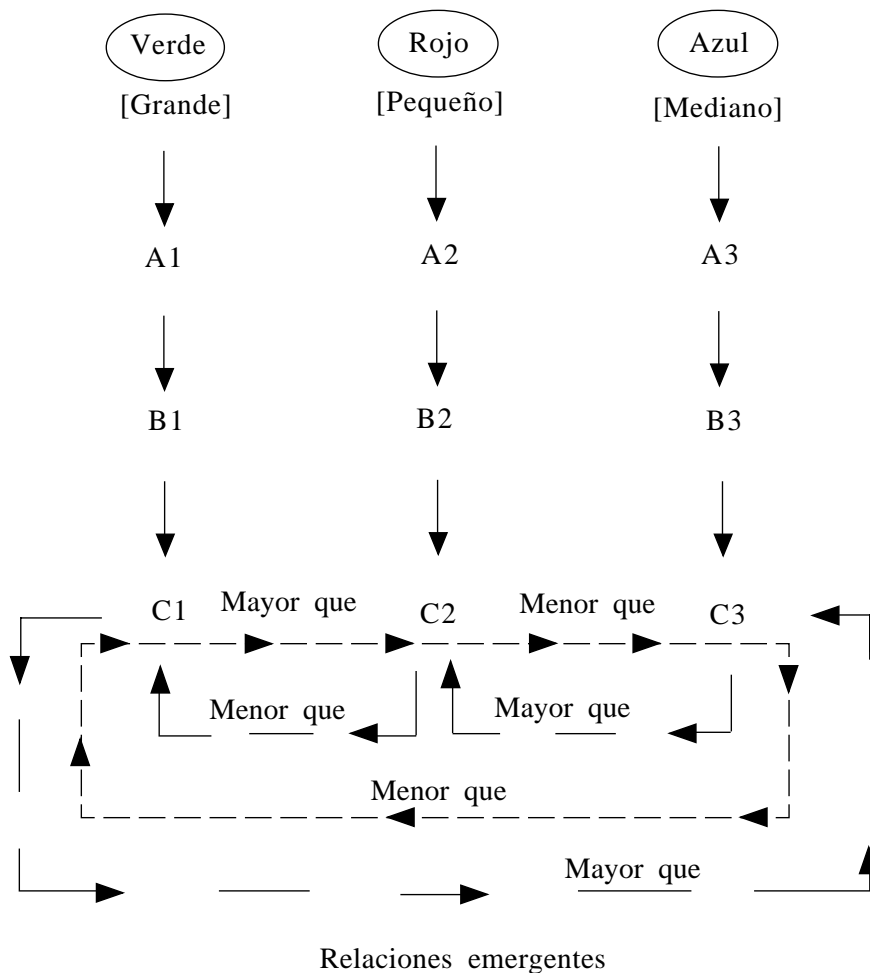 Verde Rojo Azul
[Grande] [Pequeño] [Mediano]
A1 A2 A3
B1 B2 B3
C1 Mayor que C2 Menor que C3
Menor que Mayor que
Menor que
Mayor que
Relaciones emergentes